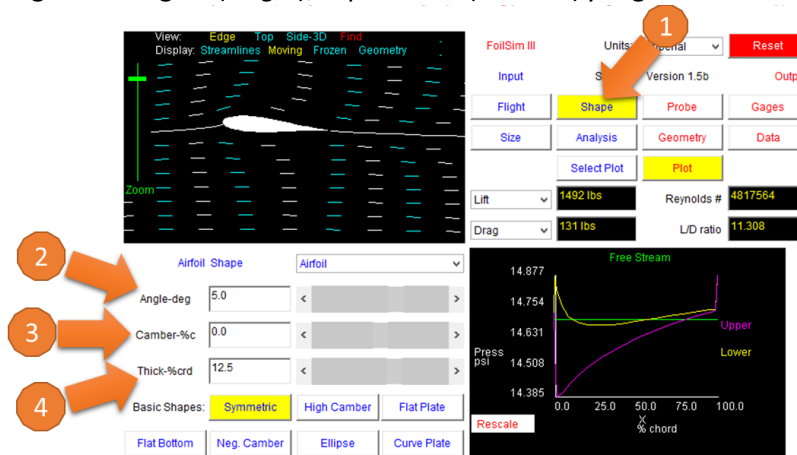 1
View: Edge Top Side-3D Find
Display: Streamlines Moving Frozen Geometry
Zoom
FoilSim III Units: Reset
Input Version 1.5b
Flight Shape Probe Gages
Size Analysis Geometry Data
Select Plot Plot
Lift 1492 lbs Reynolds # 4817564
Drag 131 lbs L/D ratio 11.308
2
Airfoil Shape Airfoil
Angle-deg 5.0
3
Camber-%c 0.0
Thick-%crd 12.5
4
Basic Shapes: Symmetric High Camber Flat Plate
Flat Bottom Neg. Camber Ellipse Curve Plate
Free Stream
14.877
14.754
14.631
Upper
Press
psi
14.508
Lower
14.385
0.0 25.0 50.0 75.0 100.0
X
% chord
Rescale